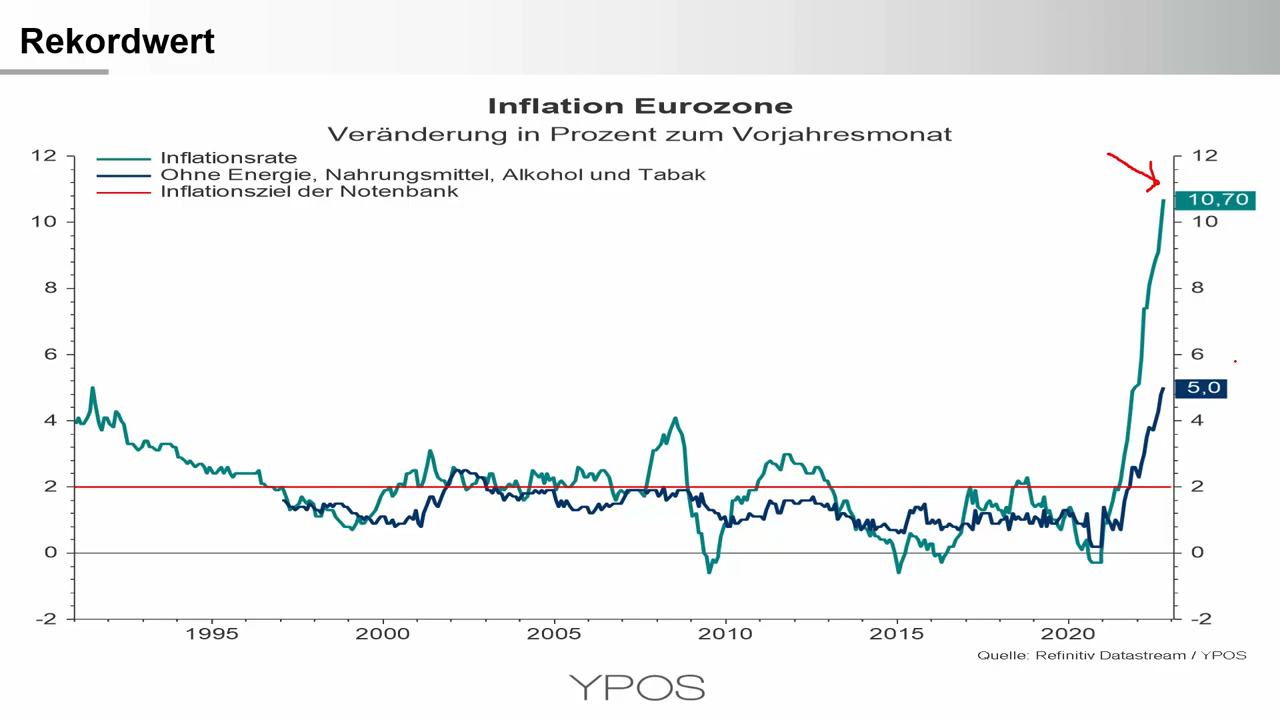 Rekordwert
Inflation Eurozone
Veränderung in Prozent zum Vorjahresmonat
Inflationsrate
Ohne Energie, Nahrungsmittel, Alkohol und Tabak
Inflationsziel der Notenbank
12 12
10,70
10 10
8 8
6 6
5,0
4 4
2 2
0 0
-2 -2
1995 2000 2005 2010 2015 2020
Quelle: Refinitiv Datastream / YPOS
YPOS